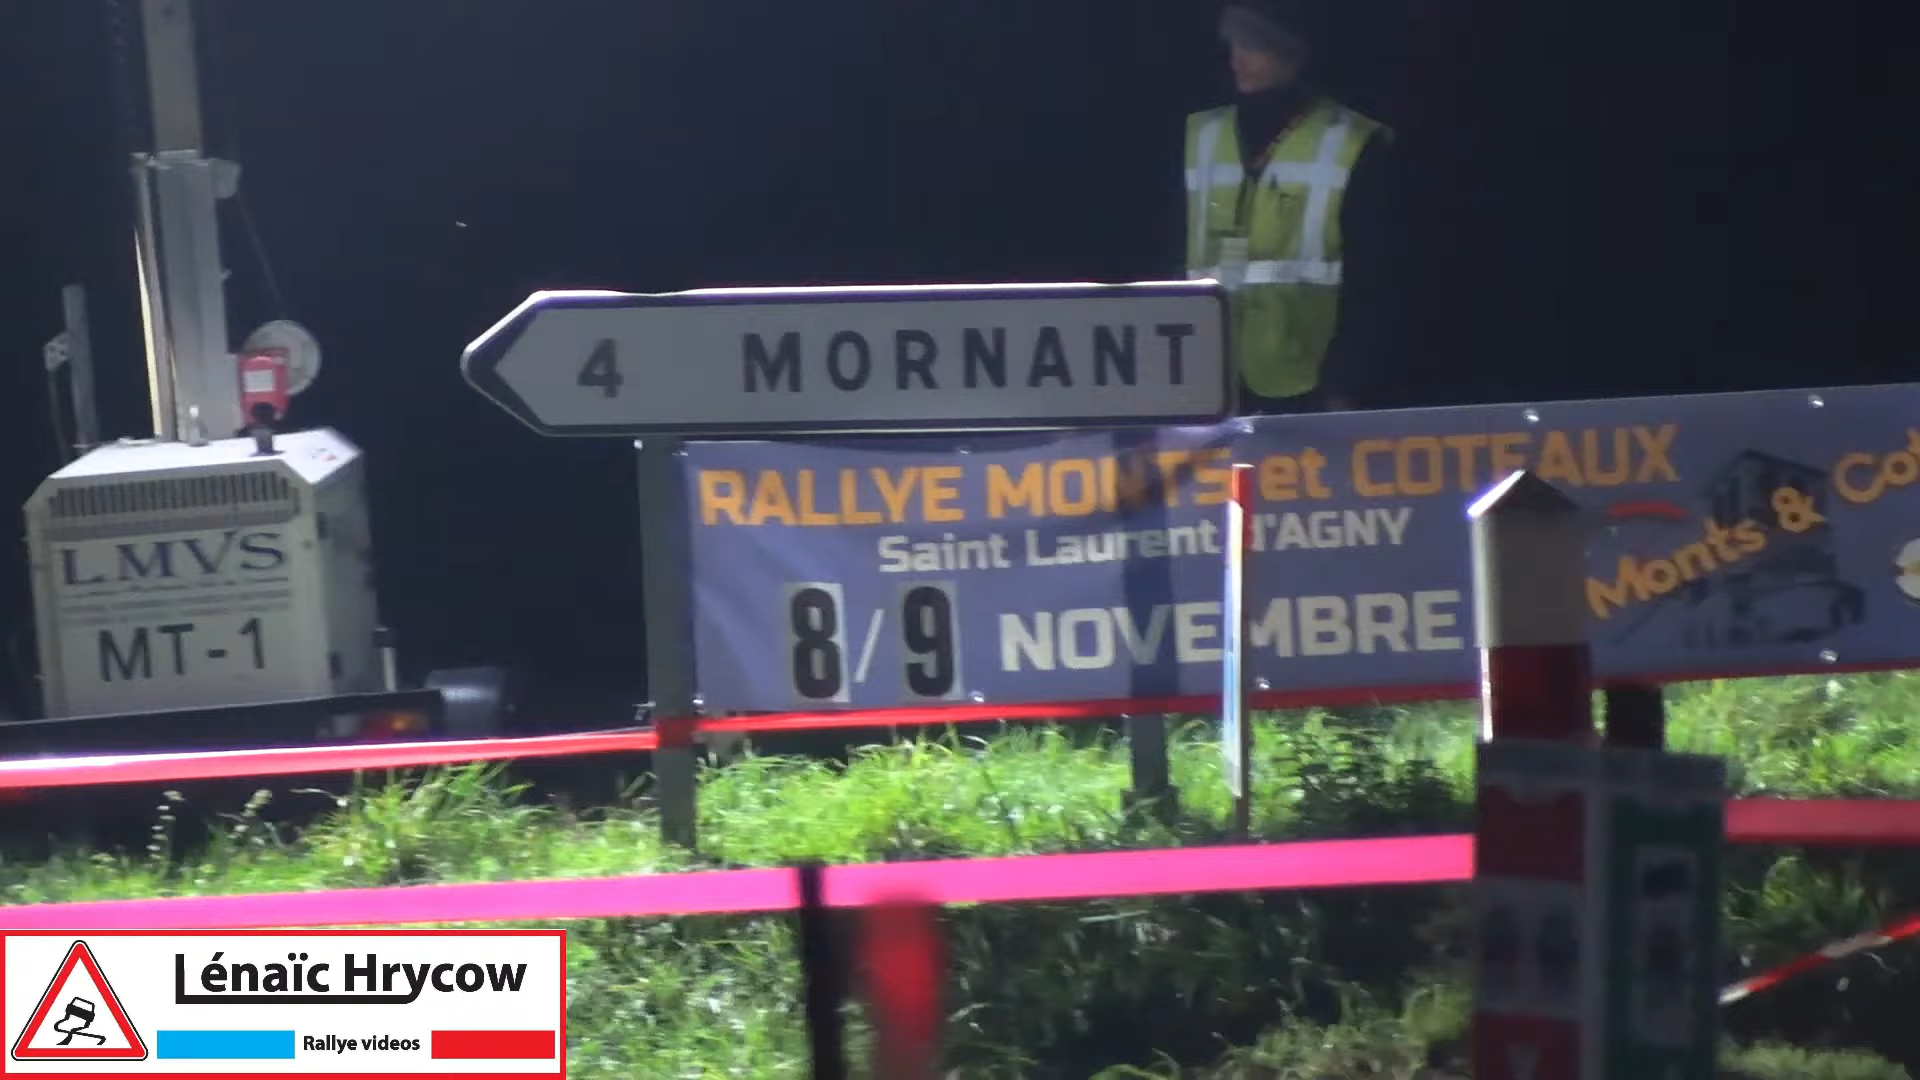 4 MORNANT
RALLYE MONTS et COTEAUX
Saint Laurent d'AGNY
8/9 NOVEMBRE
Monts & Cot
LMVS
MT-1
Lénaïc Hrycow
Rallye videos